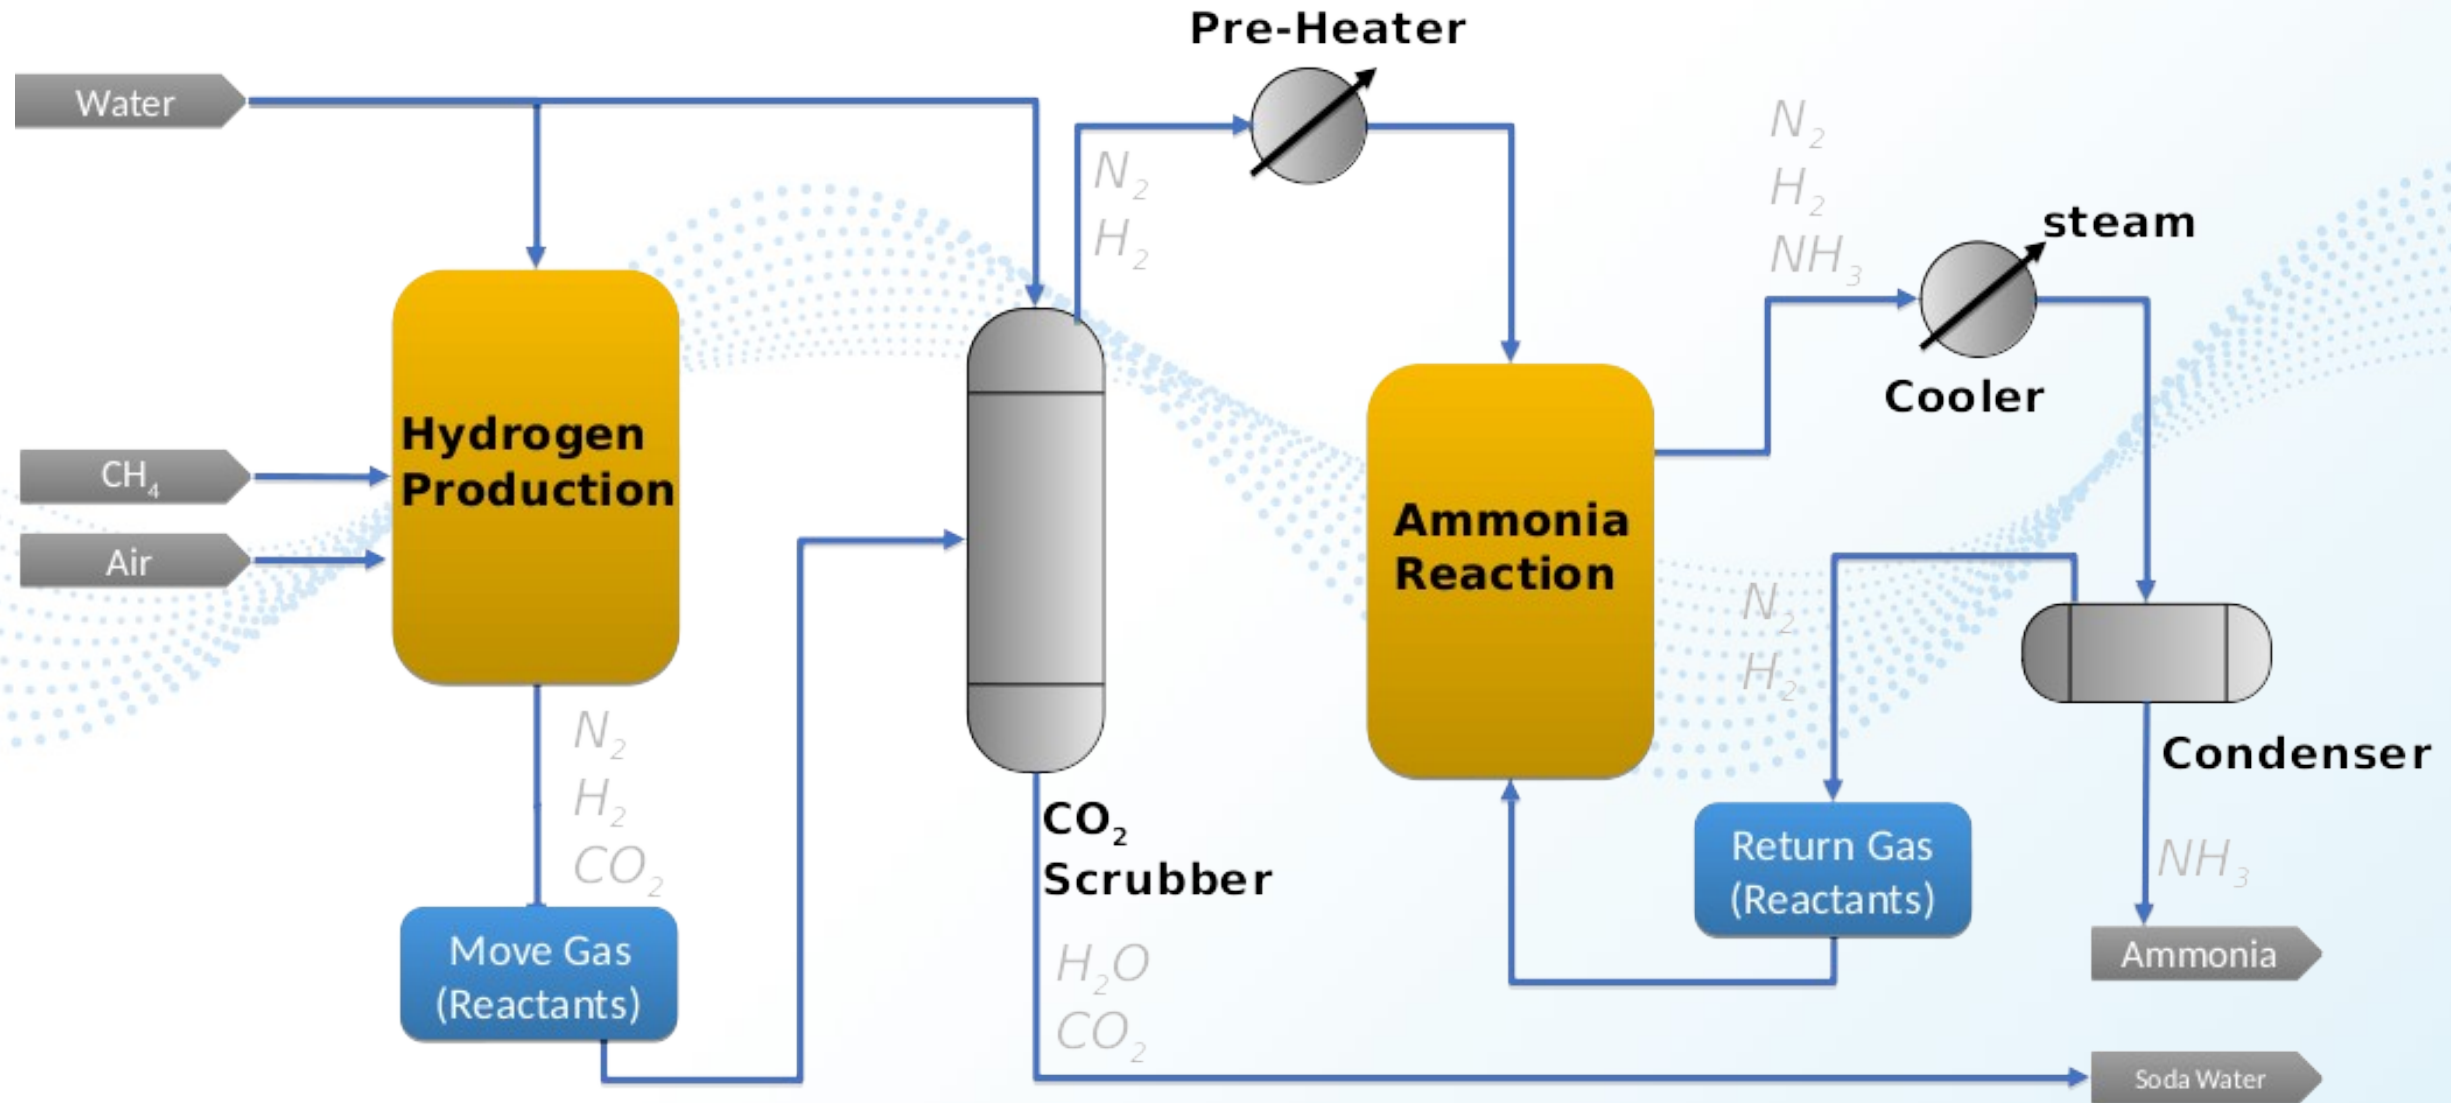 Pre-Heater
Water
N₂
H₂
N₂
H₂
NH₃
steam
Cooler
Hydrogen
Production
CH₄
Air
Ammonia
Reaction
N₂
H₂
N₂
H₂
CO₂
Condenser
CO₂
Scrubber
Return Gas
(Reactants)
NH₃
Move Gas
(Reactants)
H₂O
CO₂
Ammonia
Soda Water